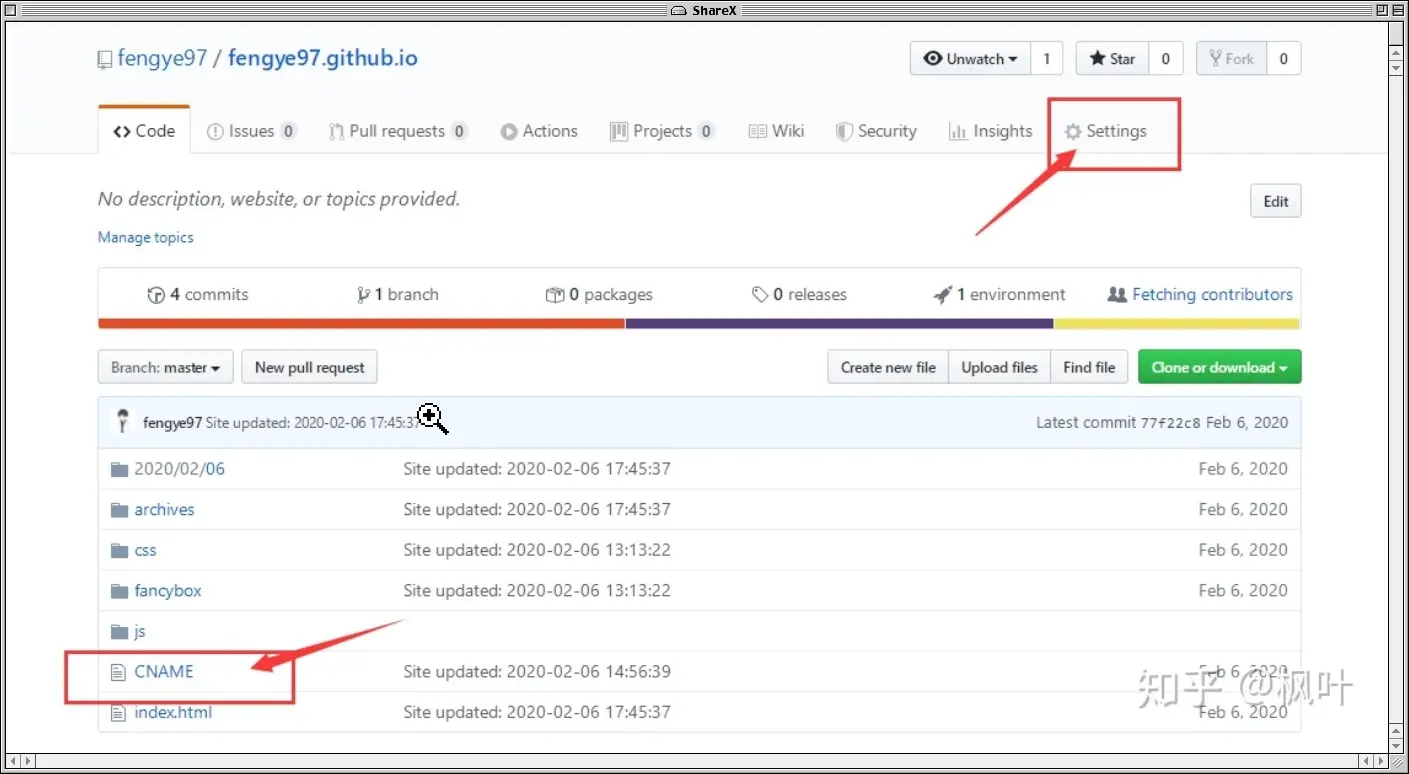 ShareX
fengye97 / fengye97.github.io
Unwatch 1 Star 0 Fork 0
Code Issues 0 Pull requests 0 Actions Projects 0 Wiki Security Insights Settings
No description, website, or topics provided.
Edit
Manage topics
4 commits 1 branch 0 packages 0 releases 1 environment Fetching contributors
Branch: master New pull request Create new file Upload files Find file Clone or download
fengye97 Site updated: 2020-02-06 17:45:37 Latest commit 77f22c8 Feb 6, 2020
2020/02/06 Site updated: 2020-02-06 17:45:37 Feb 6, 2020
archives Site updated: 2020-02-06 17:45:37 Feb 6, 2020
css Site updated: 2020-02-06 13:13:22 Feb 6, 2020
fancybox Site updated: 2020-02-06 13:13:22 Feb 6, 2020
js
CNAME Site updated: 2020-02-06 14:56:39 Feb 6, 2020
知乎 @枫叶
index.html Site updated: 2020-02-06 17:45:37 Feb 6, 2020